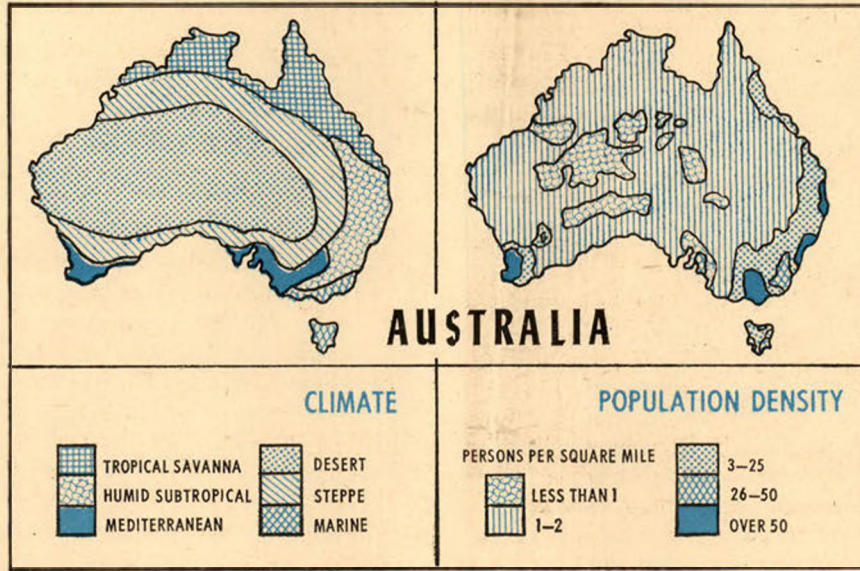 AUSTRALIA
CLIMATE
TROPICAL SAVANNA
HUMID SUBTROPICAL
MEDITERRANEAN
DESERT
STEPPE
MARINE
POPULATION DENSITY
PERSONS PER SQUARE MILE
LESS THAN 1
1–2
3–25
26–50
OVER 50